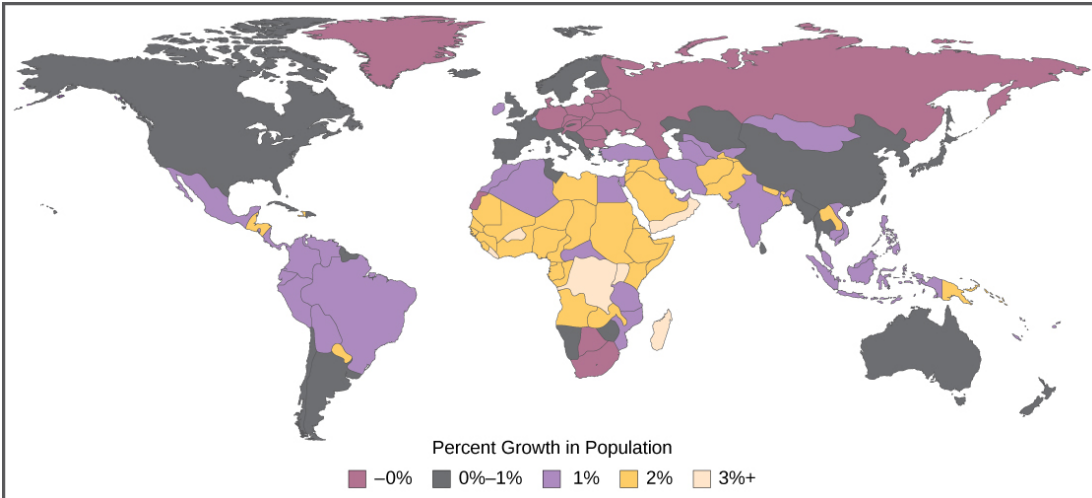 Percent Growth in Population
–0% 0%–1% 1% 2% 3%+